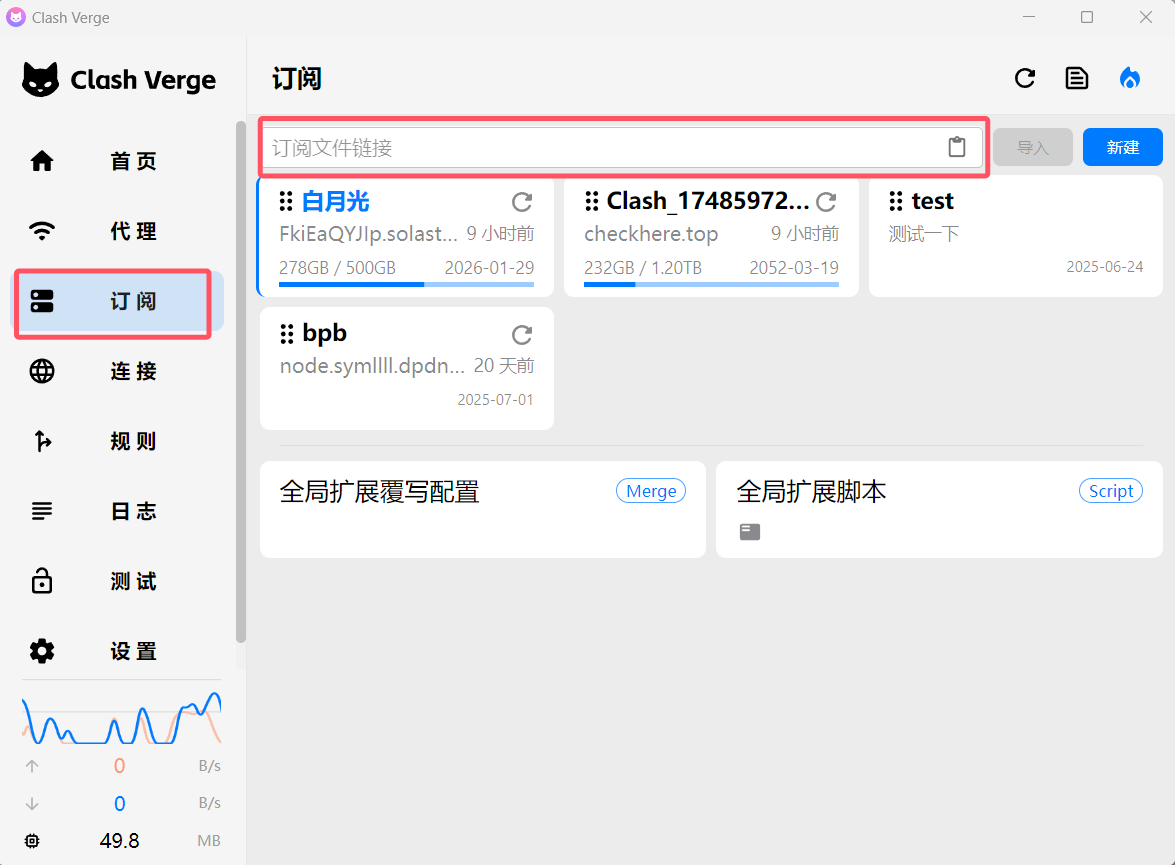 Clash Verge
Clash Verge
首页
代理
订阅
连接
规则
日志
测试
设置
0 B/s
0 B/s
49.8 MB
订阅
订阅文件链接
导入
新建
白月光
FkiEaQYJIp.solast... 9 小时前
278GB / 500GB 2026-01-29
Clash_17485972...
checkhere.top 9 小时前
232GB / 1.20TB 2052-03-19
test
测试一下
2025-06-24
bpb
node.symllll.dpdn... 20 天前
2025-07-01
全局扩展覆写配置 Merge
全局扩展脚本 Script